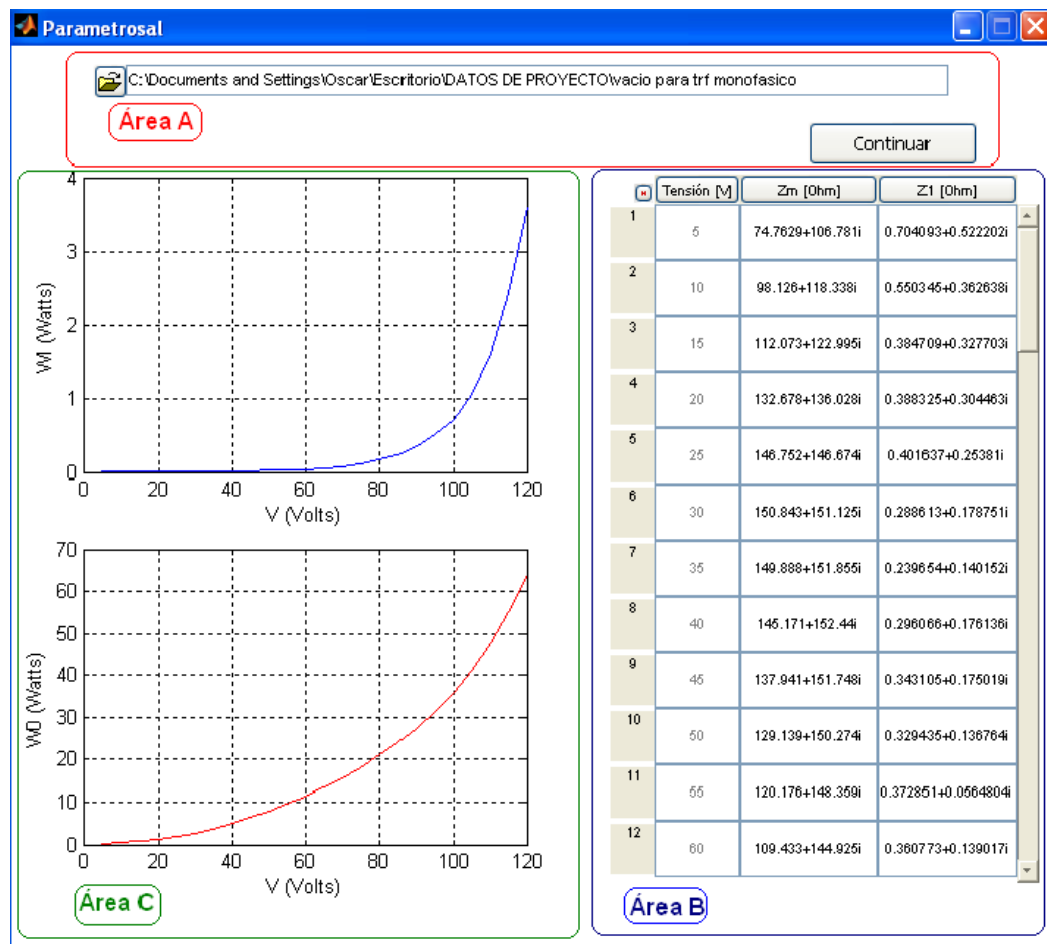 Parametrosal
C:\Documents and Settings\Oscar\Escritorio\DATOS DE PROYECTO\vacio para trf monofasico
Área A
Continuar
4
3
2
1
0
WI (Watts)
0 20 40 60 80 100 120
V (Volts)
70
60
50
40
30
20
10
0
W0 (Watts)
0 20 40 60 80 100 120
V (Volts)
Área C
Tensión [V] Zm [Ohm] Z1 [Ohm]
1 5 74.7629+106.781i 0.704093+0.522202i
2 10 98.126+118.338i 0.550345+0.362638i
3 15 112.073+122.995i 0.384709+0.327703i
4 20 132.678+136.028i 0.388325+0.304463i
5 25 146.752+146.674i 0.401637+0.25381i
6 30 150.843+151.125i 0.288613+0.178751i
7 35 149.888+151.855i 0.239654+0.140152i
8 40 145.171+152.44i 0.296066+0.176136i
9 45 137.941+151.748i 0.343105+0.175019i
10 50 129.139+150.274i 0.329435+0.136764i
11 55 120.176+148.359i 0.372851+0.0564804i
12 60 109.433+144.925i 0.360773+0.139017i
Área B